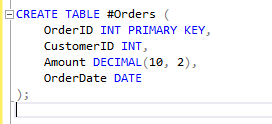 CREATE TABLE #Orders (
    OrderID INT PRIMARY KEY,
    CustomerID INT,
    Amount DECIMAL(10, 2),
    OrderDate DATE
);